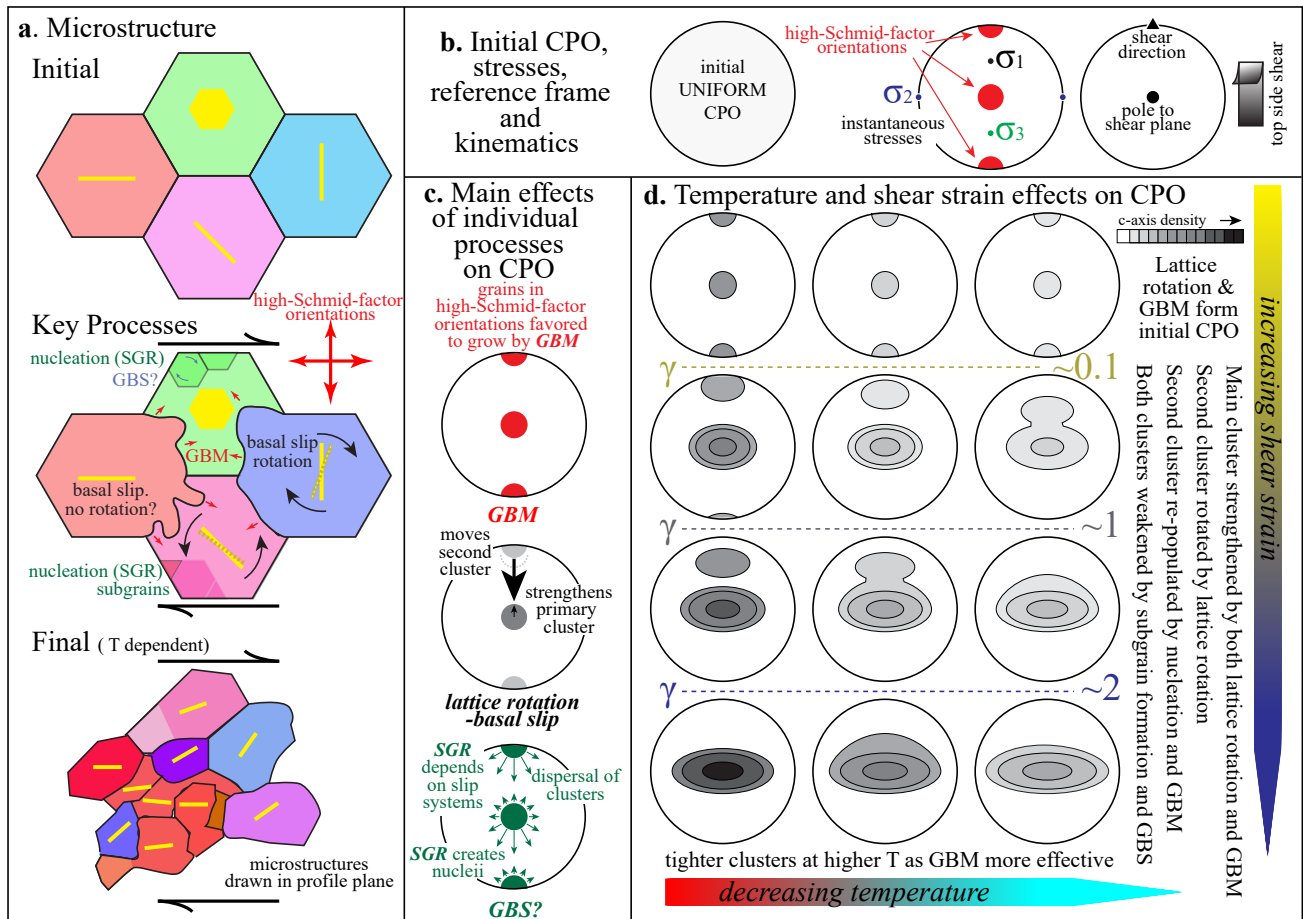 a. Microstructure
Initial
Key Processes
high-Schmid-factor
orientations
nucleation (SGR)
GBS?
GBM
basal slip
rotation
basal slip.
no rotation?
nucleation (SGR)
subgrains
Final ( T dependent)
microstructures
drawn in profile plane
b. Initial CPO,
stresses,
reference frame
and
kinematics
initial
UNIFORM
CPO
high-Schmid-factor
orientations
σ1
σ2
instantaneous
stresses
σ3
shear
direction
pole to
shear plane
top side shear
c. Main effects
of individual
processes
on CPO
grains in
high-Schmid-factor
orientations favored
to grow by GBM
GBM
moves
second
cluster
strengthens
primary
cluster
lattice rotation
-basal slip
SGR
depends
on slip
systems
dispersal of
clusters
SGR creates
nucleii
GBS?
d. Temperature and shear strain effects on CPO
c-axis density
Lattice
rotation &
GBM form
initial CPO
γ ~0.1
γ ~1
γ ~2
Main cluster strengthened by both lattice rotation and GBM
Second cluster rotated by lattice rotation
Second cluster re-populated by nucleation and GBM
Both clusters weakened by subgrain formation and GBS
increasing shear strain
tighter clusters at higher T as GBM more effective
decreasing temperature